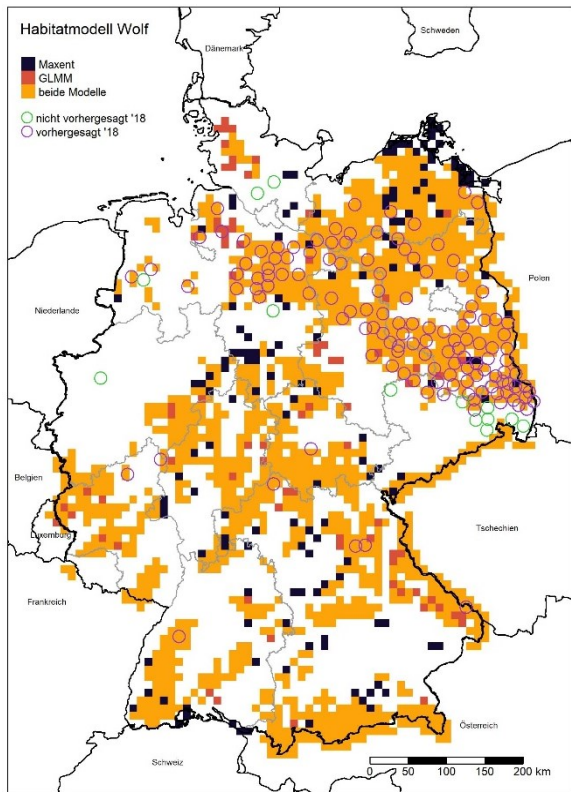 Habitatmodell Wolf
Maxent
GLMM
beide Modelle
nicht vorhergesagt '18
vorhergesagt '18
Schweden
Dänemark
Polen
Niederlande
Belgien
Luxemburg
Tschechien
Frankreich
Österreich
Schweiz
0 50 100 150 200 km